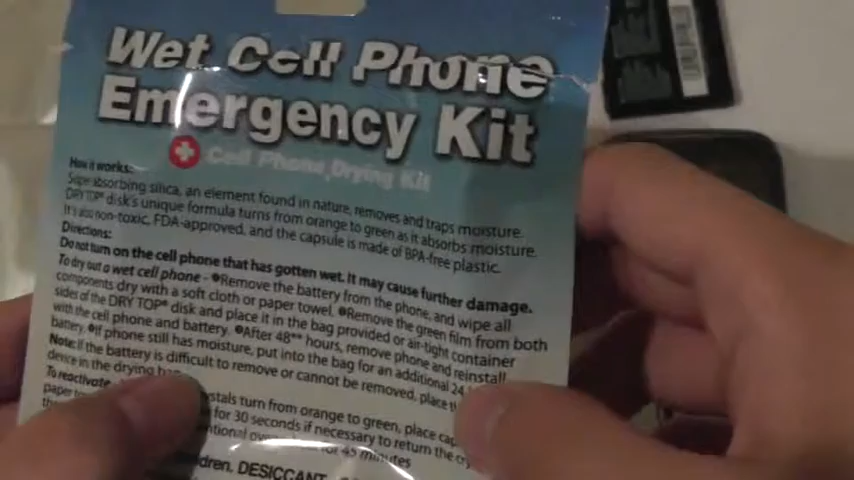 Wet Cell Phone
Emergency Kit
Cell Phone Drying Kit
How it works:
Super absorbing silica, an element found in nature, removes and traps moisture.
DRY TOP® disk's unique formula turns from orange to green as it absorbs moisture.
It's also non-toxic, FDA-approved, and the capsule is made of BPA-free plastic.
Directions:
Do not turn on the cell phone that has gotten wet. It may cause further damage.
To dry out a wet cell phone - •Remove the battery from the phone, and wipe all
components dry with a soft cloth or paper towel. •Remove the green film from both
sides of the DRY TOP® disk and place it in the bag provided or air-tight container
with the cell phone and battery. •After 48** hours, remove phone and reinstall
battery. •If phone still has moisture, put into the bag for an additional 24
Note: If the battery is difficult to remove or cannot be removed, place
device in the drying
To reactivate
crystals turn from orange to green, place
paper for 30 seconds if necessary to return the
oven for 45 minutes
DESICCANT